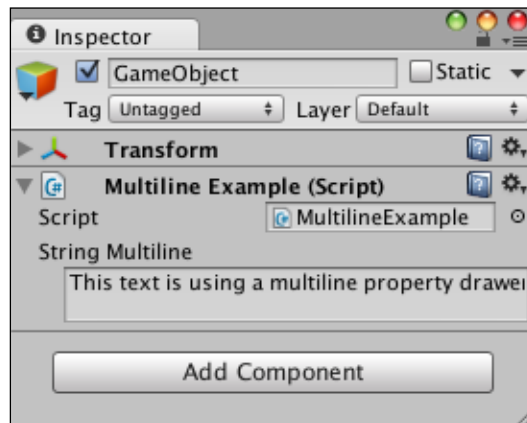 Inspector
GameObject Static
Tag Untagged Layer Default
Transform
C# Multiline Example (Script)
Script MultilineExample
String Multiline
This text is using a multiline property drawer
Add Component